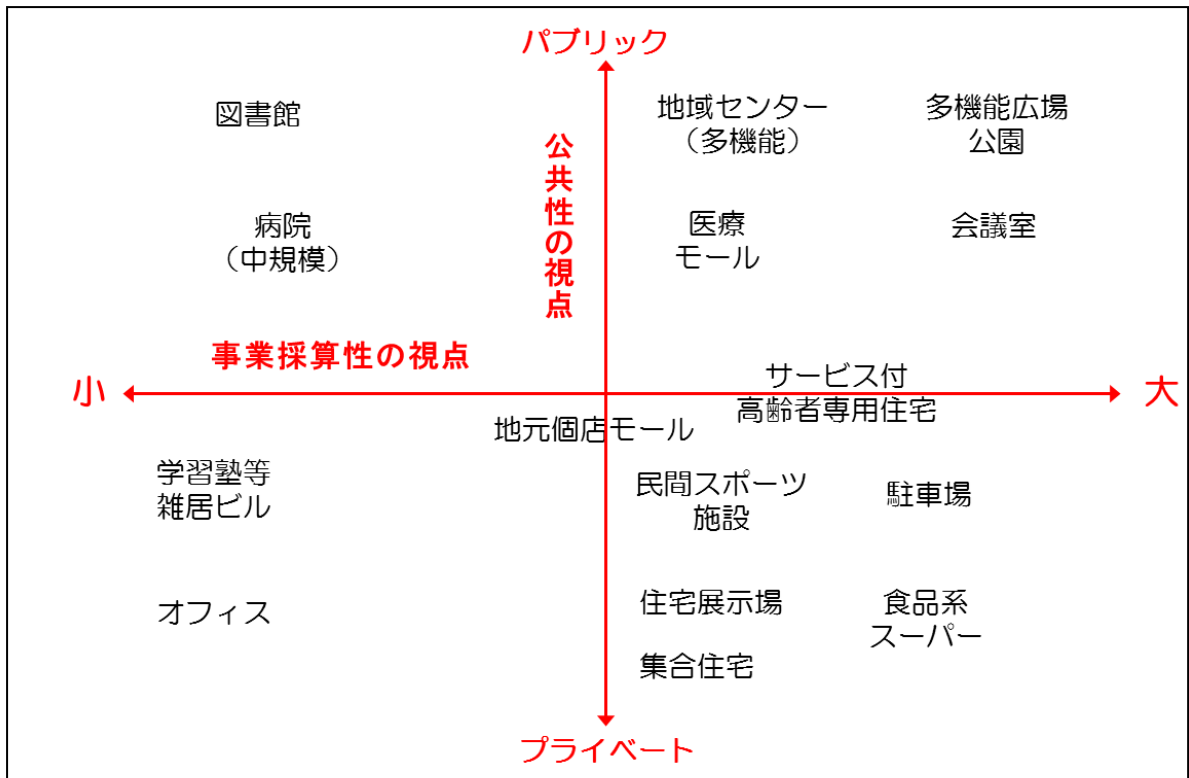 パブリック
図書館
地域センター
（多機能）
多機能広場
公園
公共性の視点
病院
（中規模）
医療
モール
会議室
事業採算性の視点
小
大
サービス付
高齢者専用住宅
地元個店モール
学習塾等
雑居ビル
民間スポーツ
施設
駐車場
オフィス
住宅展示場
食品系
スーパー
集合住宅
プライベート